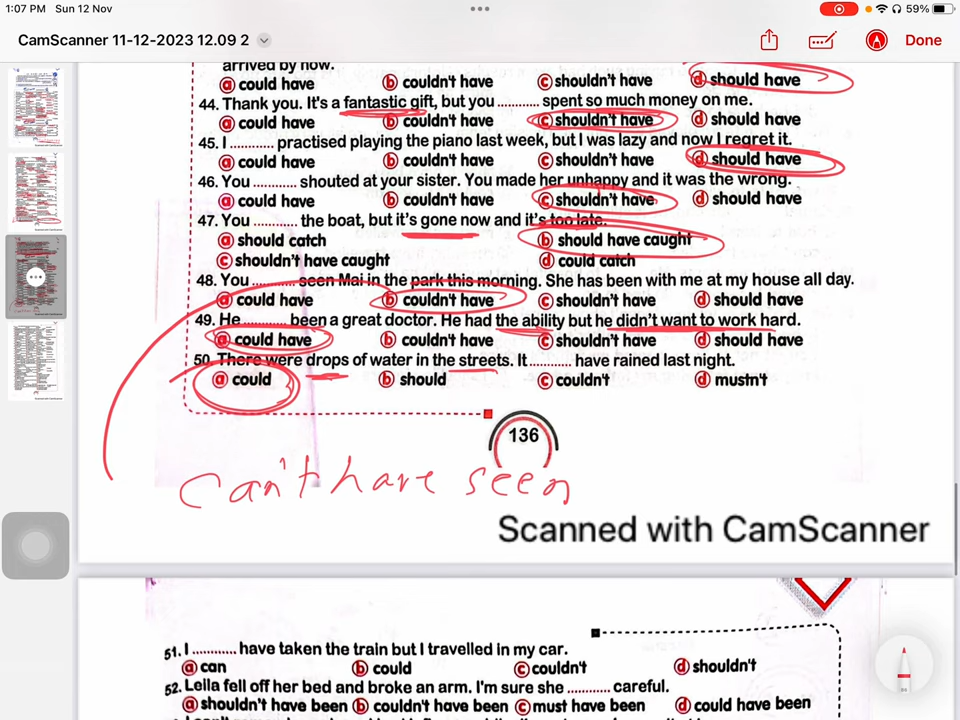 1:07 PM Sun 12 Nov
59%
CamScanner 11-12-2023 12.09 2
Done
arrived by now.
ⓐ could have ⓑ couldn't have ⓒ shouldn't have ⓓ should have
44. Thank you. It's a fantastic gift, but you ........... spent so much money on me.
ⓐ could have ⓑ couldn't have ⓒ shouldn't have ⓓ should have
45. I ........... practised playing the piano last week, but I was lazy and now I regret it.
ⓐ could have ⓑ couldn't have ⓒ shouldn't have ⓓ should have
46. You ........... shouted at your sister. You made her unhappy and it was the wrong.
ⓐ could have ⓑ couldn't have ⓒ shouldn't have ⓓ should have
47. You ........... the boat, but it's gone now and it's too late.
ⓐ should catch ⓑ should have caught
ⓒ shouldn't have caught ⓓ could catch
48. You ........... seen Mai in the park this morning. She has been with me at my house all day.
ⓐ could have ⓑ couldn't have ⓒ shouldn't have ⓓ should have
49. He ........... been a great doctor. He had the ability but he didn't want to work hard.
ⓐ could have ⓑ couldn't have ⓒ shouldn't have ⓓ should have
50. There were drops of water in the streets. It ........... have rained last night.
ⓐ could ⓑ should ⓒ couldn't ⓓ mustn't
136
can't have seen
Scanned with CamScanner
51. I ........... have taken the train but I travelled in my car.
ⓐ can ⓑ could ⓒ couldn't ⓓ shouldn't
52. Leila fell off her bed and broke an arm. I'm sure she ........... careful.
ⓐ shouldn't have been ⓑ couldn't have been ⓒ must have been ⓓ could have been